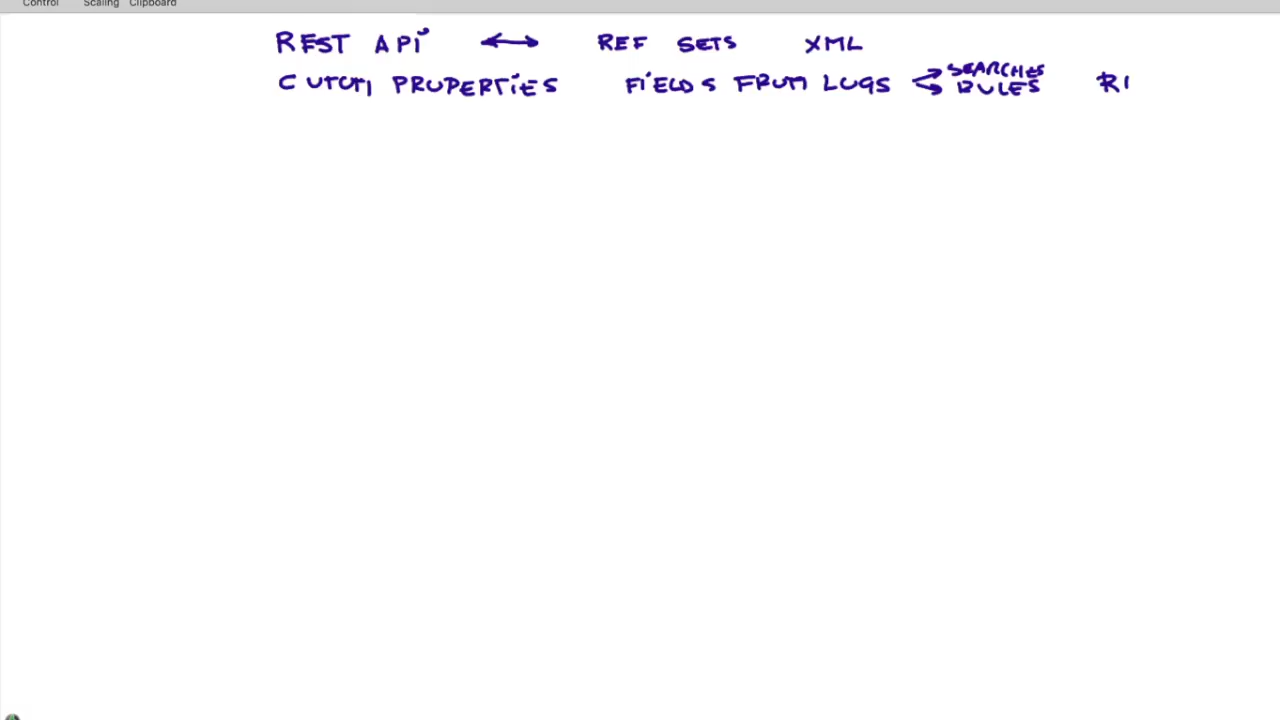 Control Scaling Clipboard
REST API ↔ REF SETS XML
CUTOM PROPERTIES FIELDS FROM LOGS SEARCHES
RULES